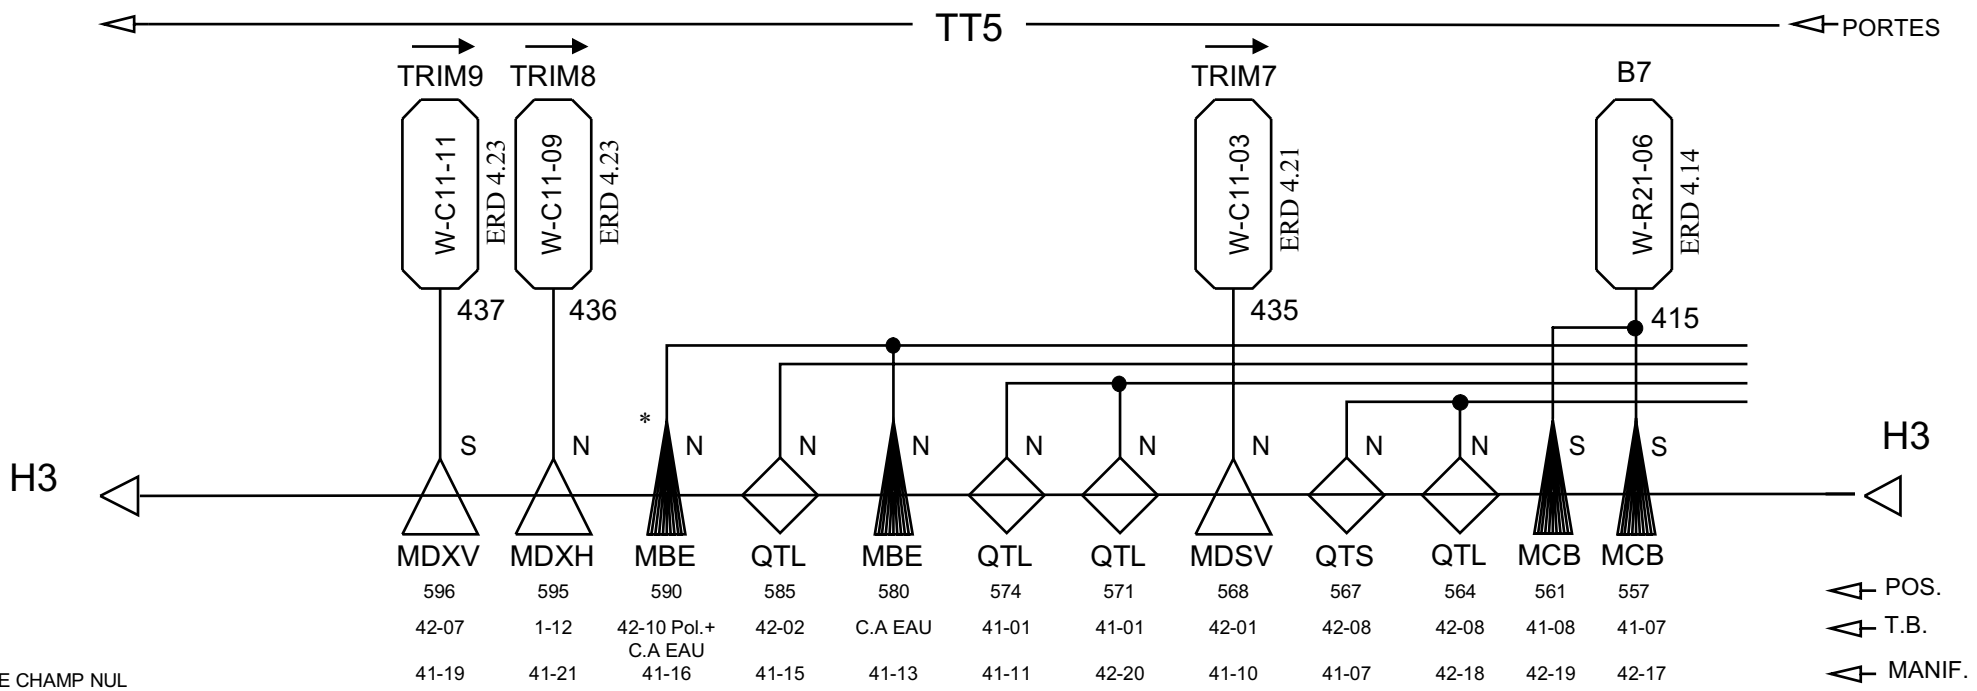 TT5
PORTES
TRIM9 TRIM8 TRIM7 B7
W-C11-11 ERD 4.23 W-C11-09 ERD 4.23 W-C11-03 ERD 4.21 W-R21-06 ERD 4.14
437 436 435 415
*
S N N N N N N N N N S S
H3 H3
MDXV MDXH MBE QTL MBE QTL QTL MDSV QTS QTL MCB MCB
596 595 590 585 580 574 571 568 567 564 561 557 POS.
42-07 1-12 42-10 Pol.+ 42-02 C.A EAU 41-01 41-01 42-01 42-08 42-08 41-08 41-07 T.B.
C.A EAU
41-19 41-21 41-16 41-15 41-13 41-11 42-20 41-10 41-07 42-18 42-19 42-17 MANIF.
E CHAMP NUL